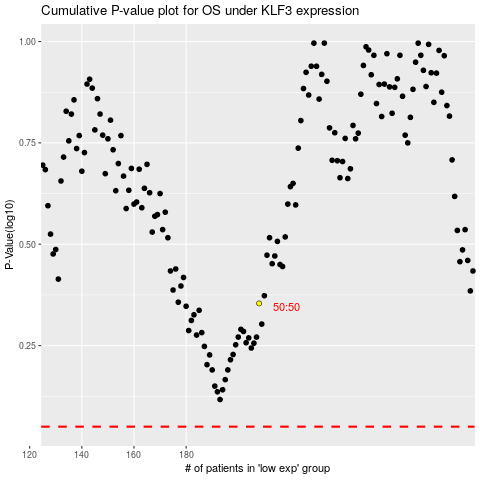 Cumulative P-value plot for OS under KLF3 expression
P-Value(log10)
1.00
0.75
0.50
0.25
50:50
120 140 160 180
# of patients in 'low exp' group